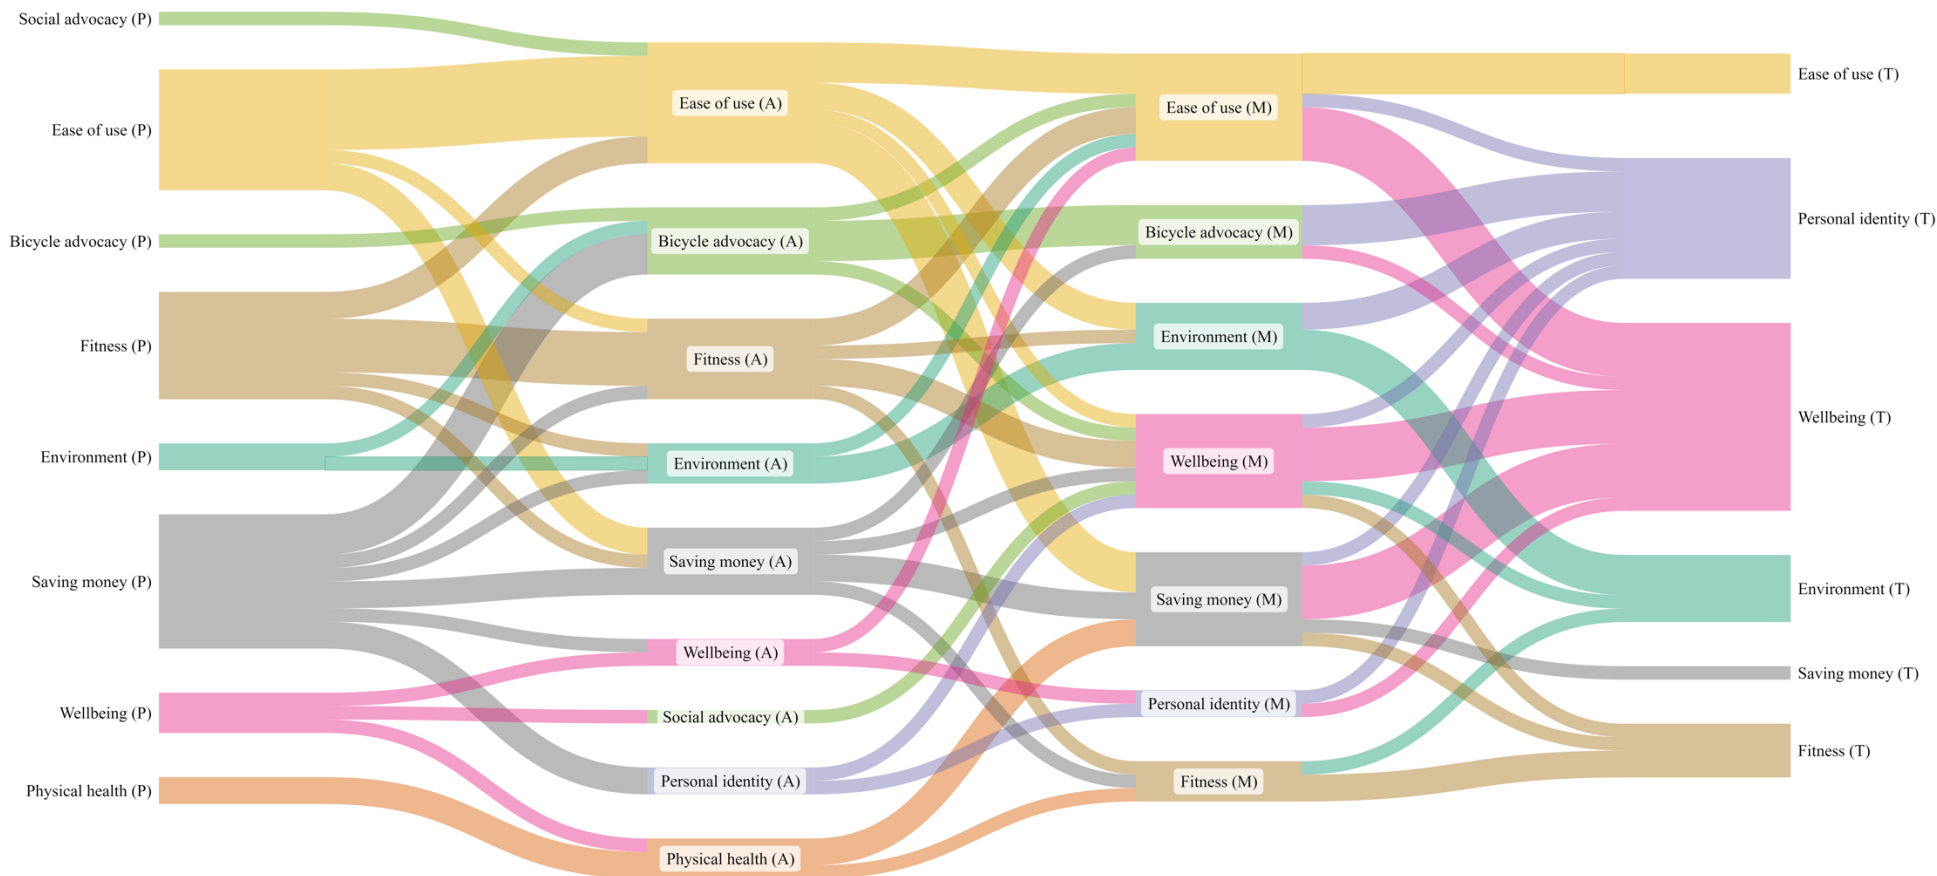 Social advocacy (P)
Ease of use (P)
Bicycle advocacy (P)
Fitness (P)
Environment (P)
Saving money (P)
Wellbeing (P)
Physical health (P)
Ease of use (A)
Bicycle advocacy (A)
Fitness (A)
Environment (A)
Saving money (A)
Wellbeing (A)
Social advocacy (A)
Personal identity (A)
Physical health (A)
Ease of use (M)
Bicycle advocacy (M)
Environment (M)
Wellbeing (M)
Saving money (M)
Personal identity (M)
Fitness (M)
Ease of use (T)
Personal identity (T)
Wellbeing (T)
Environment (T)
Saving money (T)
Fitness (T)